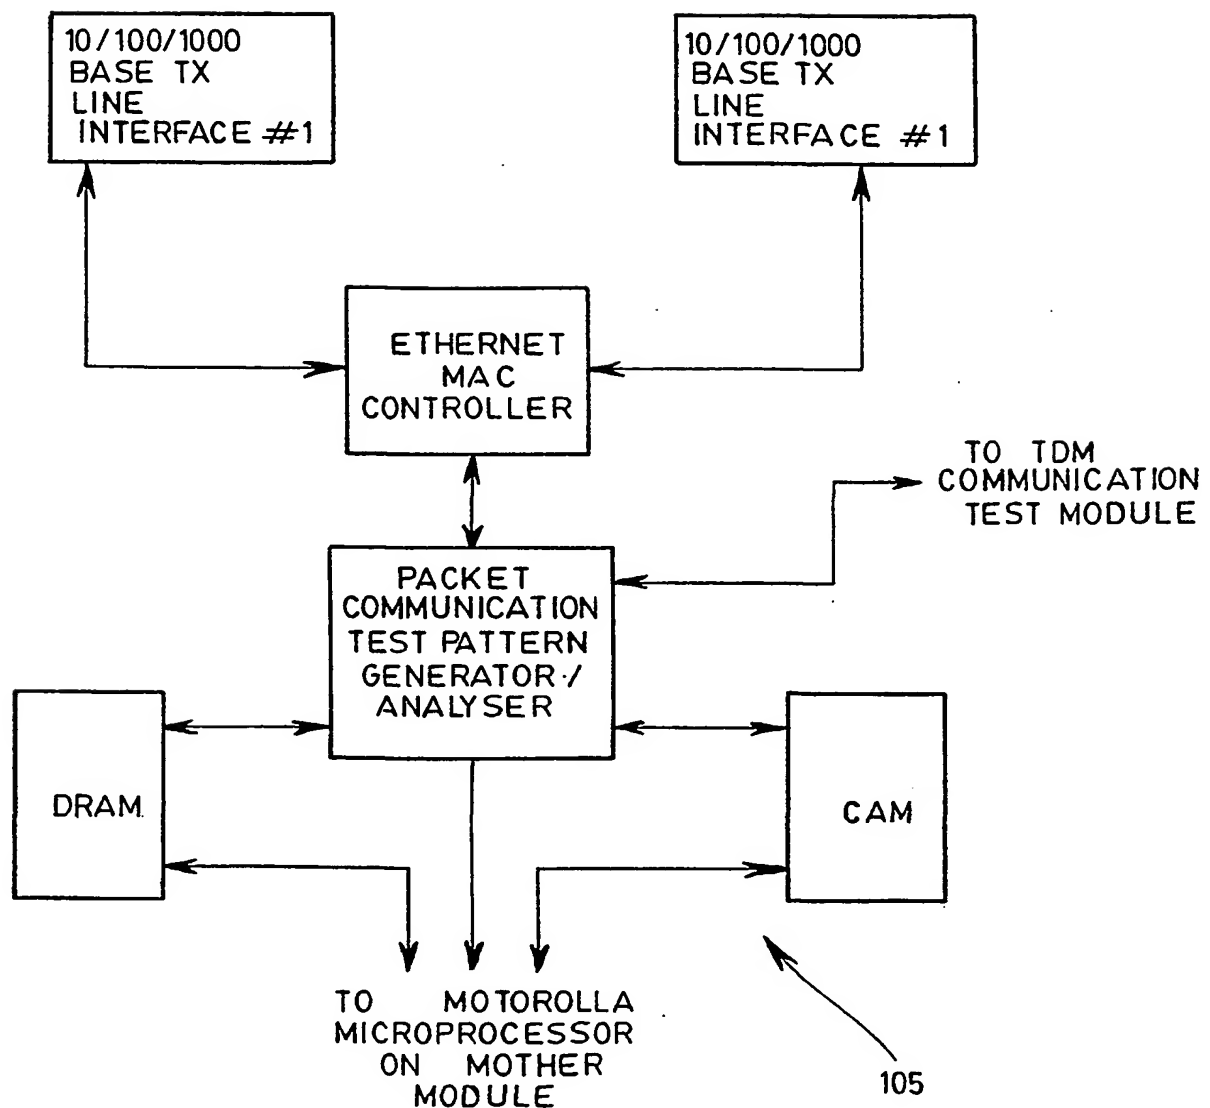 10/100/1000
BASE TX
LINE
INTERFACE #1
10/100/1000
BASE TX
LINE
INTERFACE #1
ETHERNET
MAC
CONTROLLER
TO TDM
COMMUNICATION
TEST MODULE
PACKET
COMMUNICATION
TEST PATTERN
GENERATOR/
ANALYSER
DRAM
CAM
TO MOTOROLLA
MICROPROCESSOR
ON MOTHER
MODULE
105